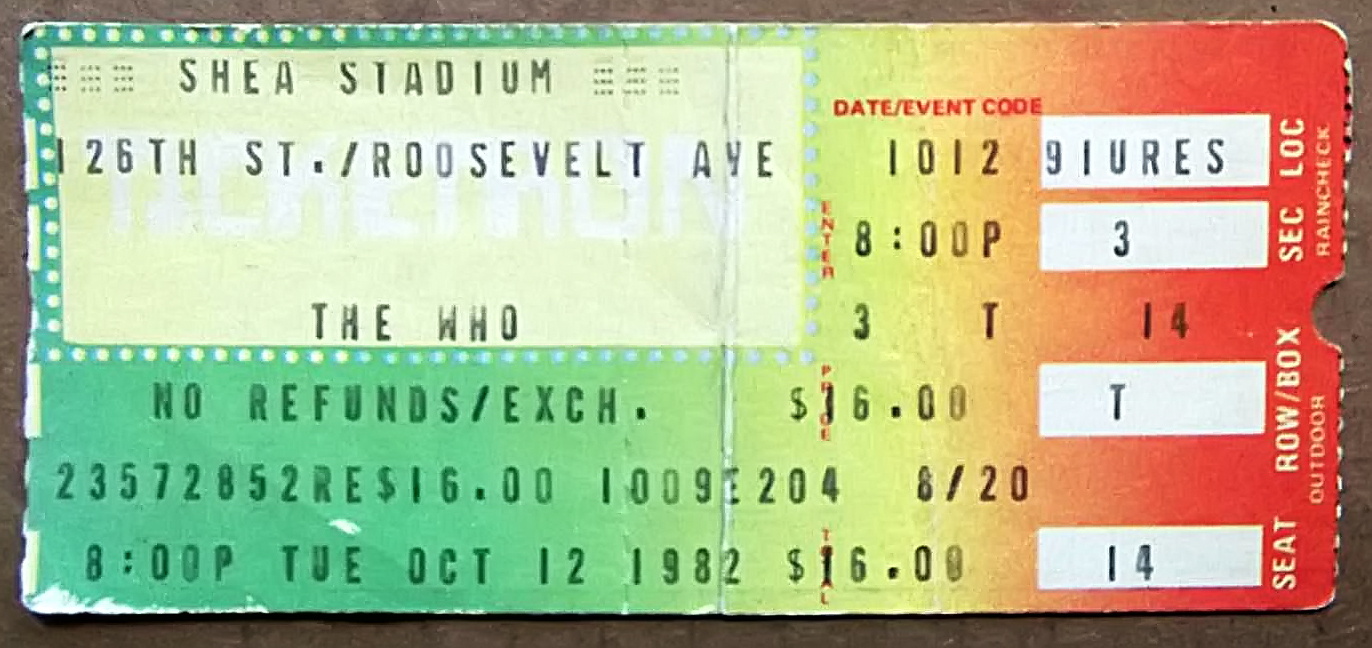 SHEA STADIUM
DATE/EVENT CODE
126TH ST./ROOSEVELT AVE 1012 91URES
TICKETRON
8:00P 3
ENTER
THE WHO 3 T 14
NO REFUNDS/EXCH. $16.00 T
PRICE
23572852RE$16.00 1009E204 8/20
8:00P TUE OCT 12 1982 $16.00 14
TOTAL
LOC
SEC
ROW/BOX
SEAT
RAINCHECK
OUTDOOR